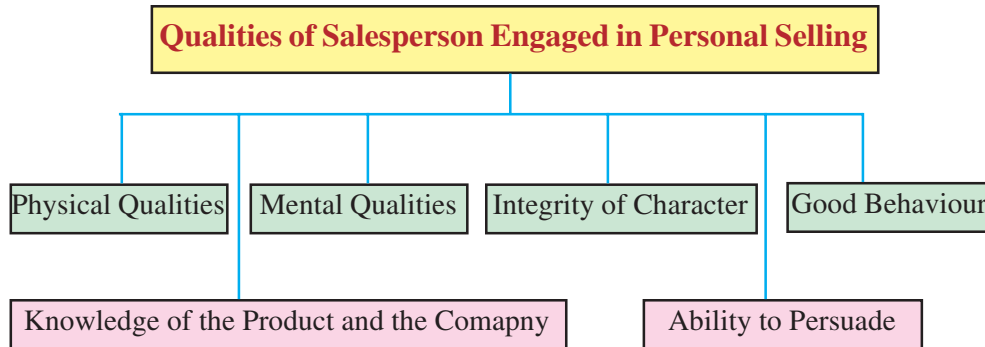 Qualities of Salesperson Engaged in Personal Selling
Physical Qualities
Mental Qualities
Integrity of Character
Good Behaviour
Knowledge of the Product and the Comapny
Ability to Persuade